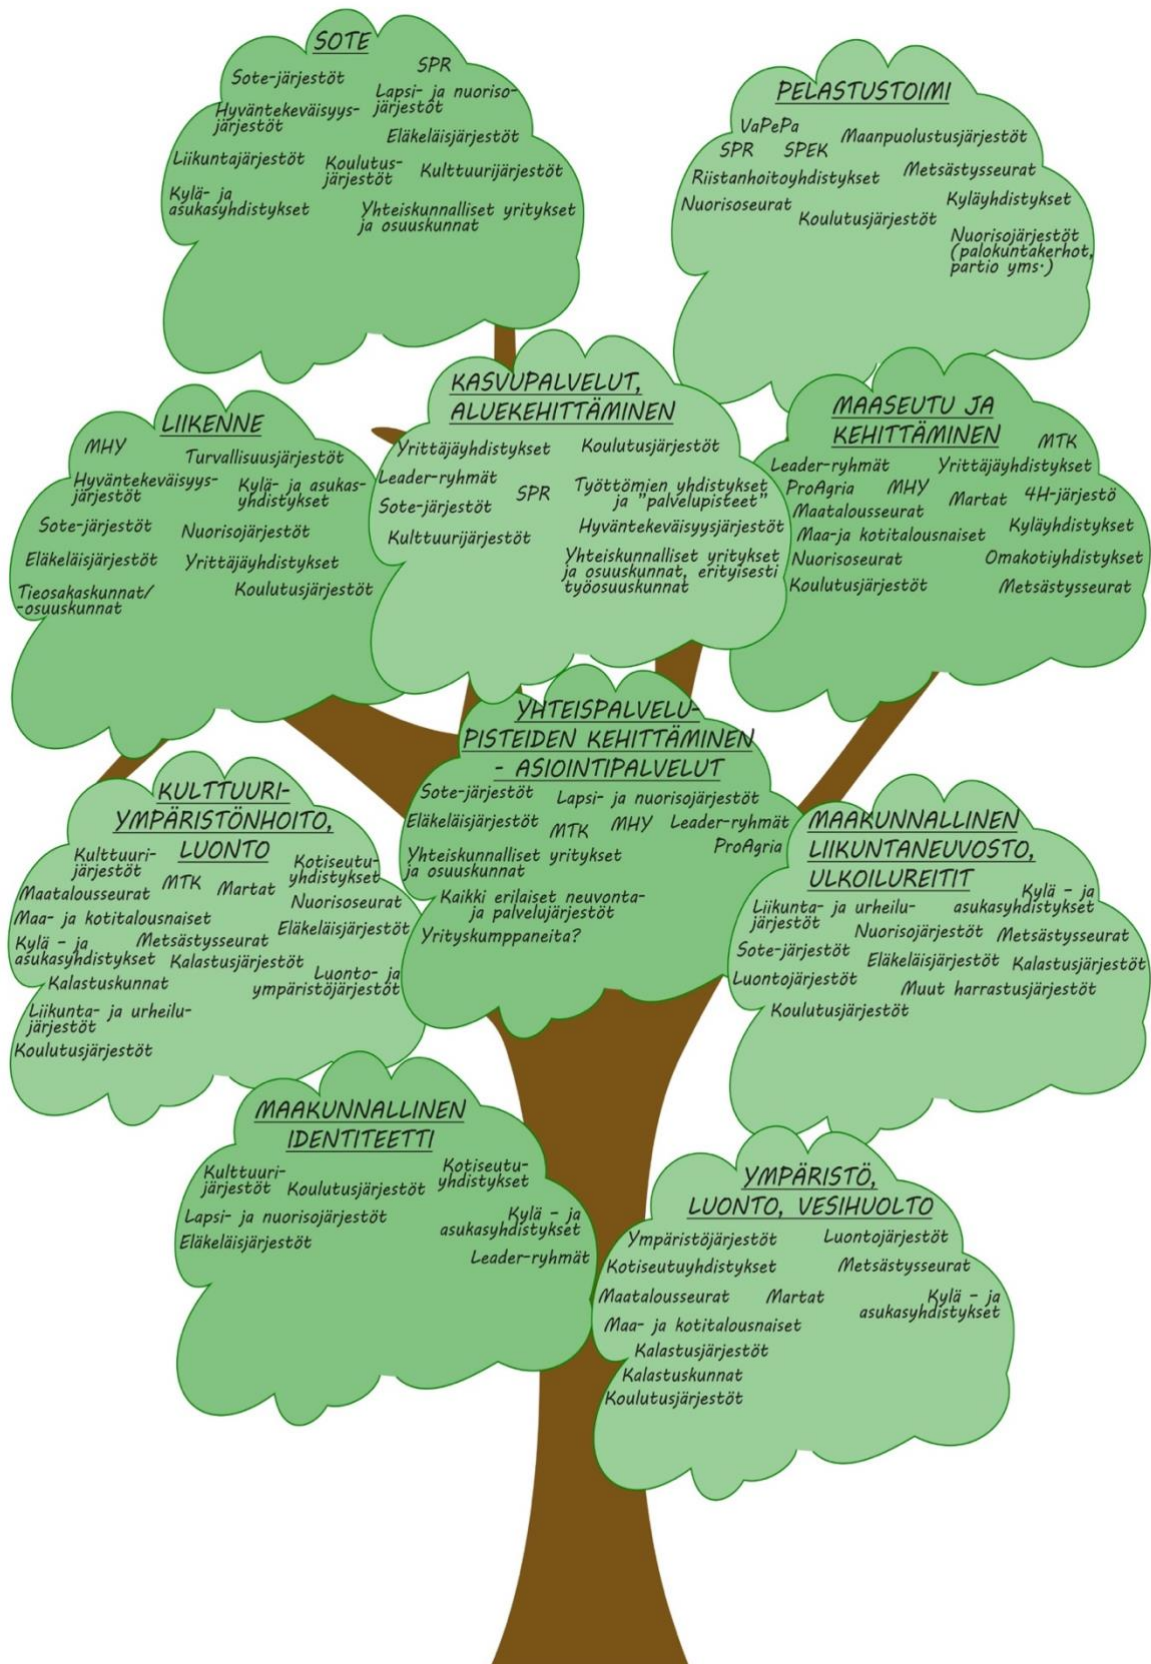 SOTE
SPR
Sote-järjestöt
Lapsi- ja nuoriso-
järjestöt
Hyväntekeväisyys-
järjestöt
Eläkeläisjärjestöt
Liikuntajärjestöt
Koulutus-
järjestöt
Kulttuurijärjestöt
Kylä- ja
asukasyhdistykset
Yhteiskunnalliset yritykset
ja osuuskunnat
PELASTUSTOIMI
VaPePa
Maanpuolustusjärjestöt
SPR
SPEK
Riistanhoitoyhdistykset
Metsästysseurat
Nuorisoseurat
Kyläyhdistykset
Koulutusjärjestöt
Nuorisojärjestöt
(palokuntakerhot,
partio yms.)
LIIKENNE
MHY
Turvallisuusjärjestöt
Hyväntekeväisyys-
järjestöt
Kylä- ja asukas-
yhdistykset
Sote-järjestöt
Nuorisojärjestöt
Eläkeläisjärjestöt
Yrittäjäyhdistykset
Tieosakaskunnat/
-osuuskunnat
Koulutusjärjestöt
KASVUPALVELUT,
ALUEKEHITTÄMINEN
Yrittäjäyhdistykset
Koulutusjärjestöt
Leader-ryhmät
SPR
Työttömien yhdistykset
ja "palvelupisteet"
Sote-järjestöt
Hyväntekeväisyysjärjestöt
Kulttuurijärjestöt
Yhteiskunnalliset yritykset
ja osuuskunnat, erityisesti
työosuuskunnat
MAASEUTU JA
KEHITTÄMINEN
MTK
Leader-ryhmät
Yrittäjäyhdistykset
ProAgria
MHY
Martat
4H-järjestö
Maatalousseurat
Maa-ja kotitalousnaiset
Kyläyhdistykset
Nuorisoseurat
Omakotiyhdistykset
Koulutusjärjestöt
Metsästysseurat
YHTEISPALVELU-
PISTEIDEN KEHITTÄMINEN
- ASIOINTIPALVELUT
Sote-järjestöt
Lapsi- ja nuorisojärjestöt
Eläkeläisjärjestöt
MTK
MHY
Leader-ryhmät
ProAgria
Yhteiskunnalliset yritykset
ja osuuskunnat
Kaikki erilaiset neuvonta-
ja palvelujärjestöt
Yrityskumppaneita?
KULTTUURI-
YMPÄRISTÖNHOITO,
LUONTO
Kulttuuri-
järjestöt
Kotiseutu-
yhdistykset
Maatalousseurat
MTK
Martat
Nuorisoseurat
Maa- ja kotitalousnaiset
Eläkeläisjärjestöt
Kylä - ja
asukasyhdistykset
Metsästysseurat
Kalastusjärjestöt
Kalastuskunnat
Luonto- ja
ympäristöjärjestöt
Liikunta- ja urheilu-
järjestöt
Koulutusjärjestöt
MAAKUNNALLINEN
LIIKUNTANEUVOSTO,
ULKOILUREITIT
Kylä - ja
asukasyhdistykset
Liikunta- ja urheilu-
järjestöt
Nuorisojärjestöt
Metsästysseurat
Sote-järjestöt
Eläkeläisjärjestöt
Kalastusjärjestöt
Luontojärjestöt
Muut harrastusjärjestöt
Koulutusjärjestöt
MAAKUNNALLINEN
IDENTITEETTI
Kulttuuri-
järjestöt
Koulutusjärjestöt
Kotiseutu-
yhdistykset
Lapsi- ja nuorisojärjestöt
Kylä - ja
asukasyhdistykset
Eläkeläisjärjestöt
Leader-ryhmät
YMPÄRISTÖ,
LUONTO, VESIHUOLTO
Ympäristöjärjestöt
Luontojärjestöt
Kotiseutuyhdistykset
Metsästysseurat
Maatalousseurat
Martat
Kylä - ja
asukasyhdistykset
Maa- ja kotitalousnaiset
Kalastusjärjestöt
Kalastuskunnat
Koulutusjärjestöt